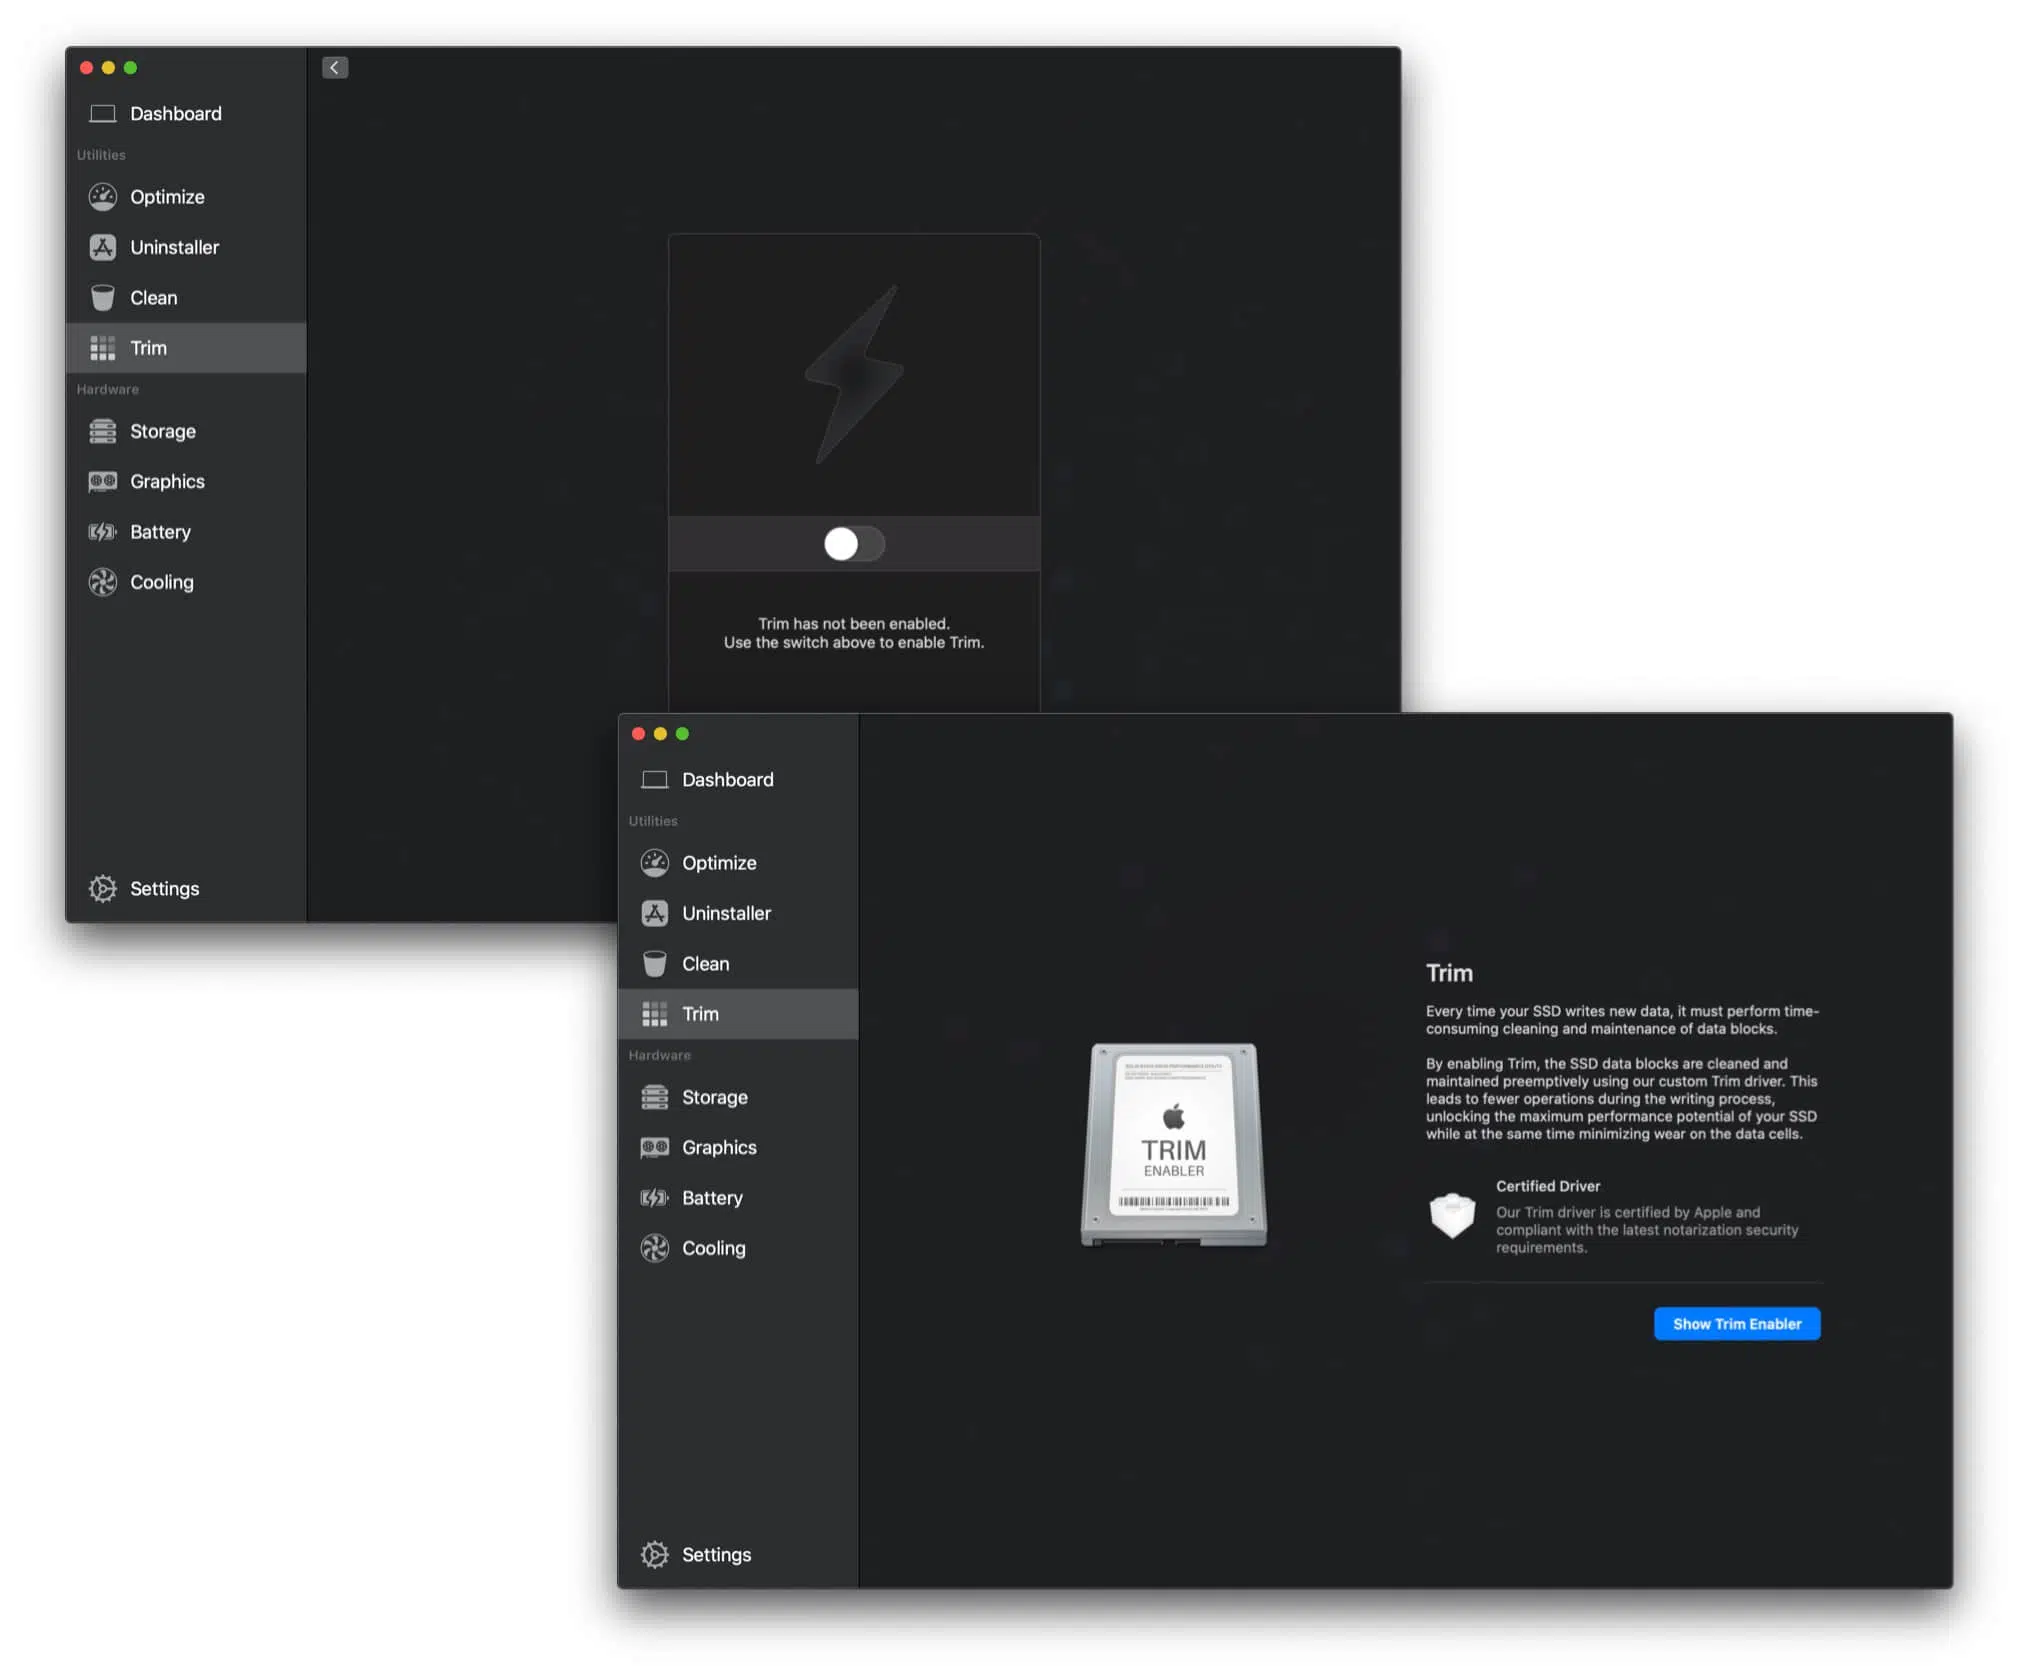 Dashboard
Utilities
Optimize
Uninstaller
Clean
Trim
Hardware
Storage
Graphics
Battery
Cooling
Settings
Trim has not been enabled.
Use the switch above to enable Trim.
Dashboard
Utilities
Optimize
Uninstaller
Clean
Trim
Hardware
Storage
Graphics
Battery
Cooling
Settings
TRIM
ENABLER
Trim
Every time your SSD writes new data, it must perform time-
consuming cleaning and maintenance of data blocks.
By enabling Trim, the SSD data blocks are cleaned and
maintained preemptively using our custom Trim driver. This
leads to fewer operations during the writing process,
unlocking the maximum performance potential of your SSD
while at the same time minimizing wear on the data cells.
Certified Driver
Our Trim driver is certified by Apple and
compliant with the latest notarization security
requirements.
Show Trim Enabler